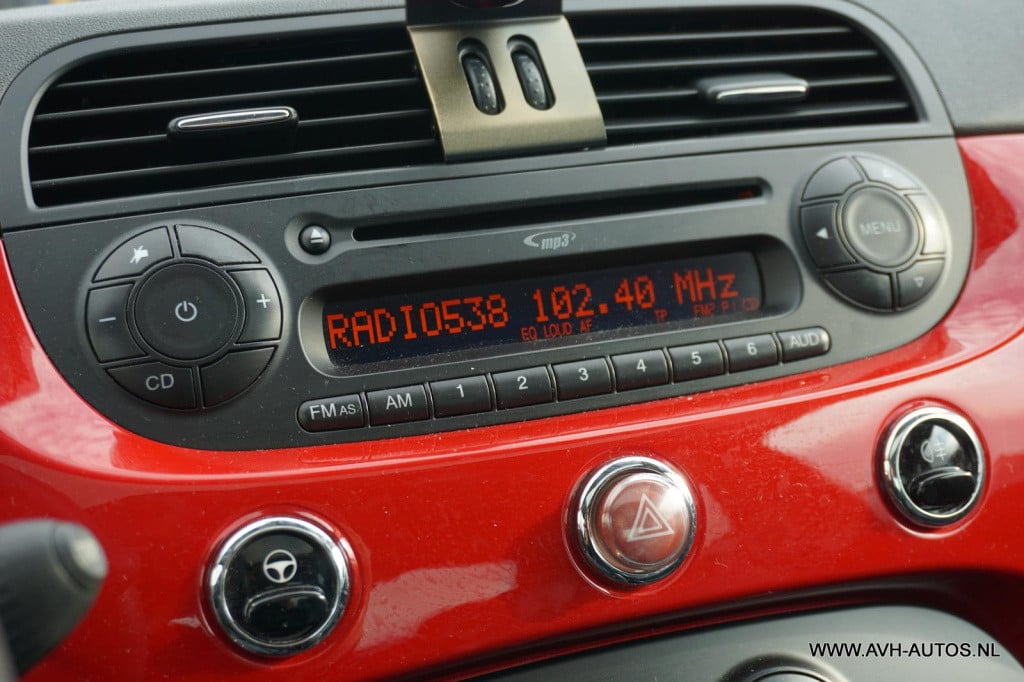 mp3
MENU
RADIO538 102.40 MHz
EQ LOUD AF TP
CD
FM AS AM 1 2 3 4 5 6 AUD
WWW.AVH-AUTOS.NL